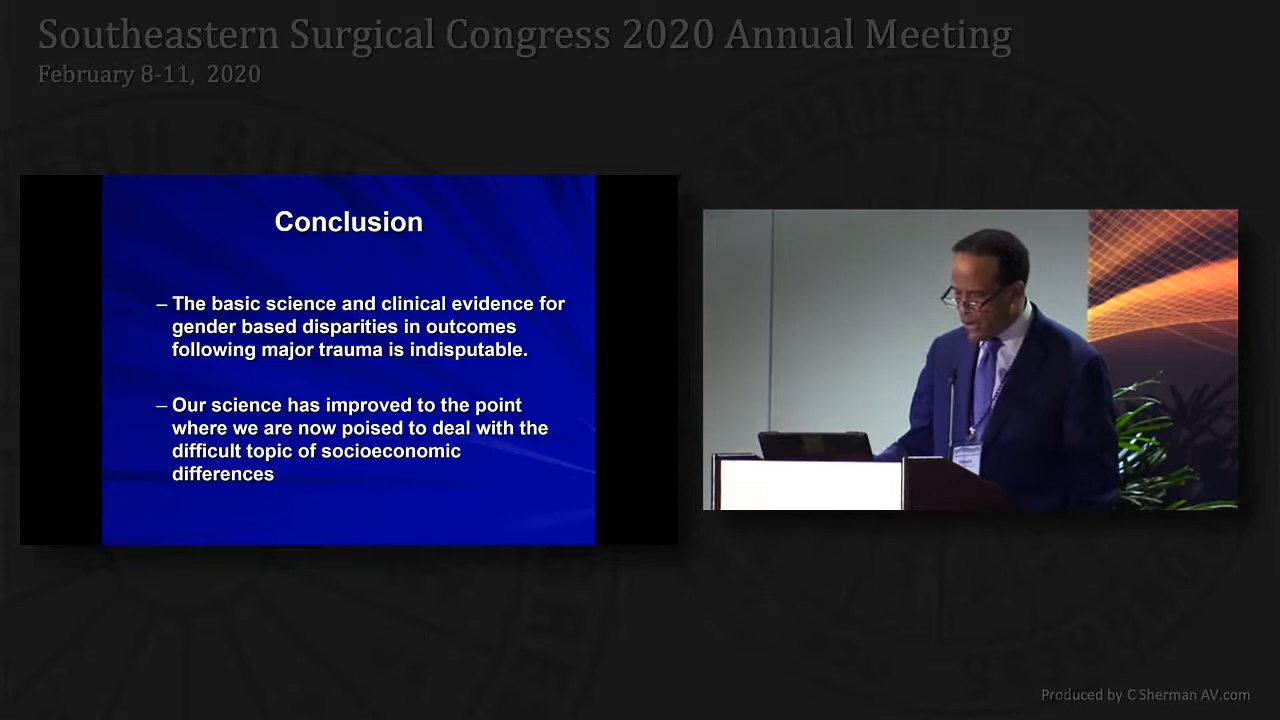 Southeastern Surgical Congress 2020 Annual Meeting
February 8-11, 2020
Conclusion
– The basic science and clinical evidence for
gender based disparities in outcomes
following major trauma is indisputable.
– Our science has improved to the point
where we are now poised to deal with the
difficult topic of socioeconomic
differences
Produced by C Sherman AV.com